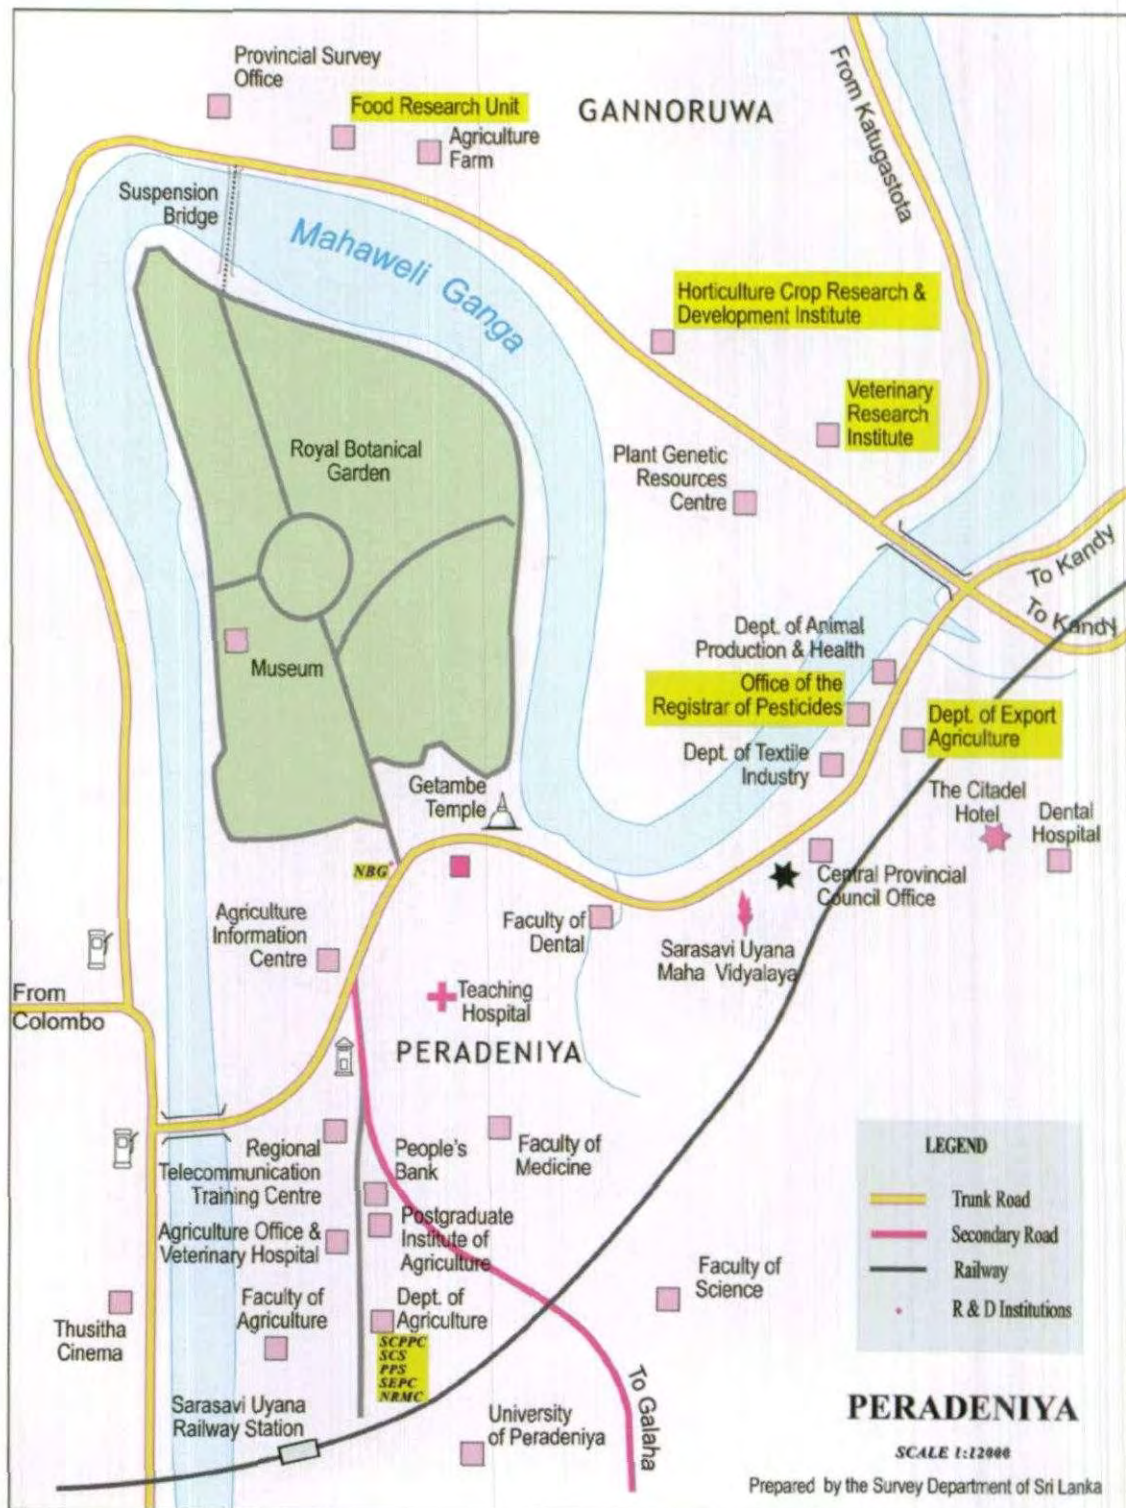 Provincial Survey
Office
Food Research Unit
GANNORUWA
Agriculture
Farm
From Katugastota
Suspension
Bridge
Mahaweli Ganga
Horticulture Crop Research &
Development Institute
Veterinary
Research
Institute
Royal Botanical
Garden
Plant Genetic
Resources
Centre
To Kandy
To Kandy
Dept. of Animal
Production & Health
Museum
Office of the
Registrar of Pesticides
Dept. of Export
Agriculture
Dept. of Textile
Industry
Getambe
Temple
The Citadel
Hotel
Dental
Hospital
NBG
Central Provincial
Council Office
Agriculture
Information
Centre
Faculty of
Dental
Sarasavi Uyana
Maha Vidyalaya
From
Colombo
Teaching
Hospital
PERADENIYA
Regional
Telecommunication
Training Centre
People's
Bank
Faculty of
Medicine
LEGEND
Trunk Road
Secondary Road
Railway
R & D Institutions
Agriculture Office &
Veterinary Hospital
Postgraduate
Institute of
Agriculture
Faculty of
Science
Thusitha
Cinema
Faculty of
Agriculture
Dept. of
Agriculture
SCPPC
SCS
PPS
SEPC
NRMC
To Galaha
Sarasavi Uyana
Railway Station
University
of Peradeniya
PERADENIYA
SCALE 1:12000
Prepared by the Survey Department of Sri Lanka